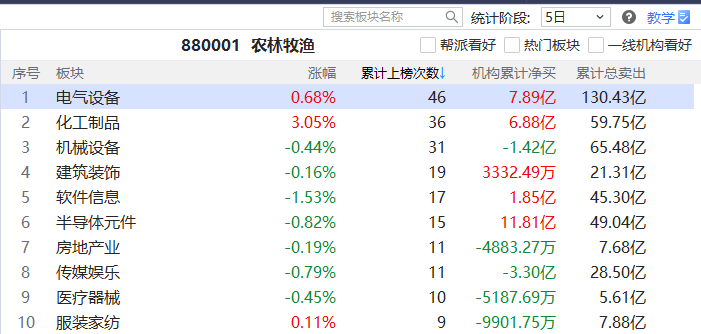 搜索板块名称 统计阶段: 5日 ? 教学
880001 农林牧渔 帮派看好 热门板块 一线机构看好
序号 板块 涨幅 累计上榜次数↓ 机构累计净买 累计总卖出
1 电气设备 0.68% 46 7.89亿 130.43亿
2 化工制品 3.05% 36 6.88亿 59.75亿
3 机械设备 -0.44% 31 -1.42亿 65.48亿
4 建筑装饰 -0.16% 19 3332.49万 21.31亿
5 软件信息 -1.53% 17 1.85亿 45.30亿
6 半导体元件 -0.82% 15 11.81亿 49.04亿
7 房地产业 -0.19% 11 -4883.27万 7.68亿
8 传媒娱乐 -0.79% 11 -3.30亿 28.50亿
9 医疗器械 -0.45% 10 -5187.69万 5.61亿
10 服装家纺 0.11% 9 -9901.75万 7.88亿